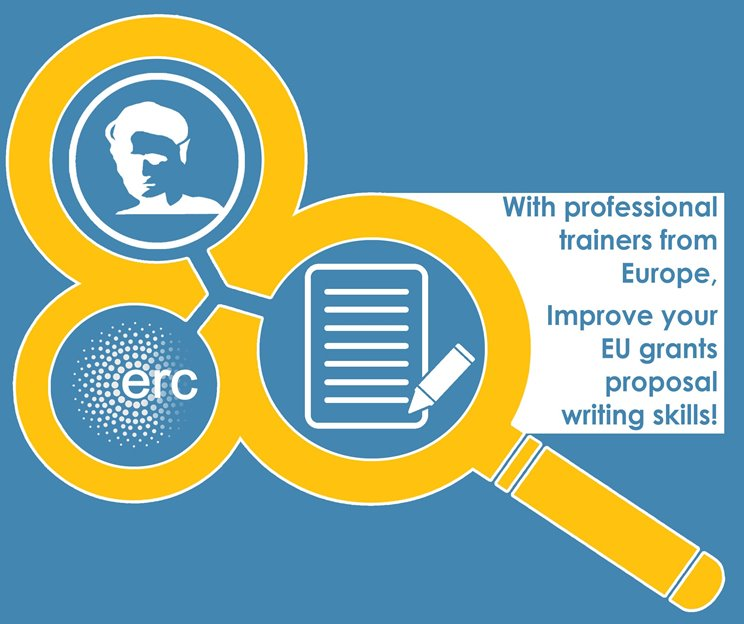 With professional
trainers from
Europe,
Improve your
EU grants
proposal
writing skills!
erc